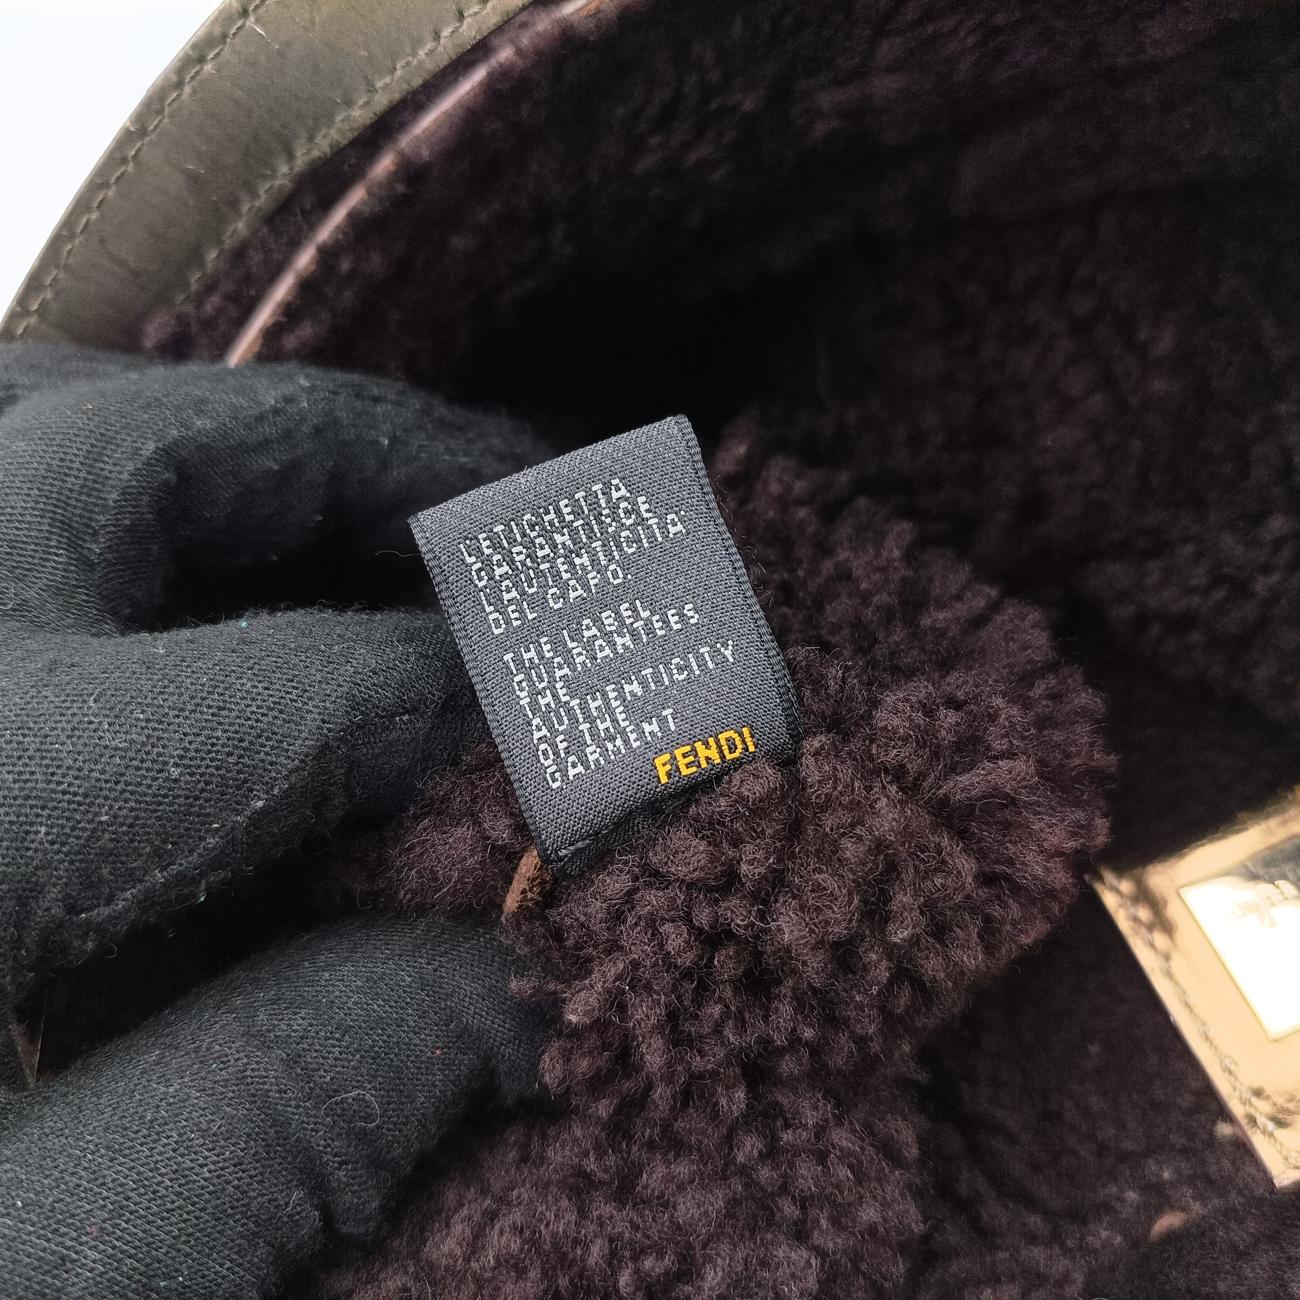 L'ETICHETTA
GARANTISCE
L'AUTENTICITA'
DEL CAPO.
THE LABEL
GUARANTEES
THE
AUTHENTICITY
OF THE
GARMENT
FENDI